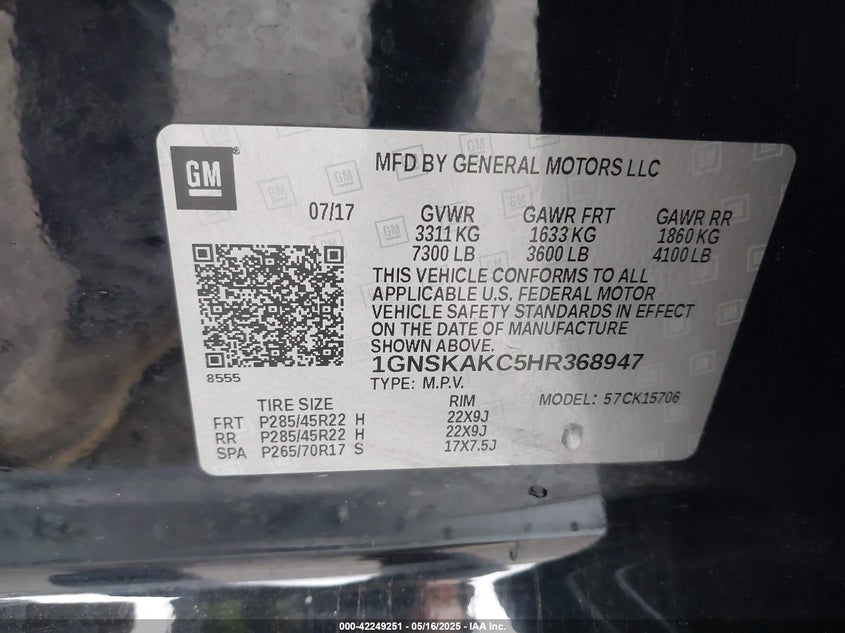 GM
MFD BY GENERAL MOTORS LLC
07/17 GVWR GAWR FRT GAWR RR
3311 KG 1633 KG 1860 KG
7300 LB 3600 LB 4100 LB
THIS VEHICLE CONFORMS TO ALL
APPLICABLE U.S. FEDERAL MOTOR
VEHICLE SAFETY STANDARDS IN EFFECT
ON THE DATE OF MANUFACTURE
SHOWN ABOVE.
1GNSKAKC5HR368947
8555
TYPE: M.P.V. MODEL: 57CK15706
TIRE SIZE RIM
FRT P285/45R22 H 22X9J
RR P285/45R22 H 22X9J
SPA P265/70R17 S 17X7.5J
000-42249251 - 05/16/2025 - IAA Inc.